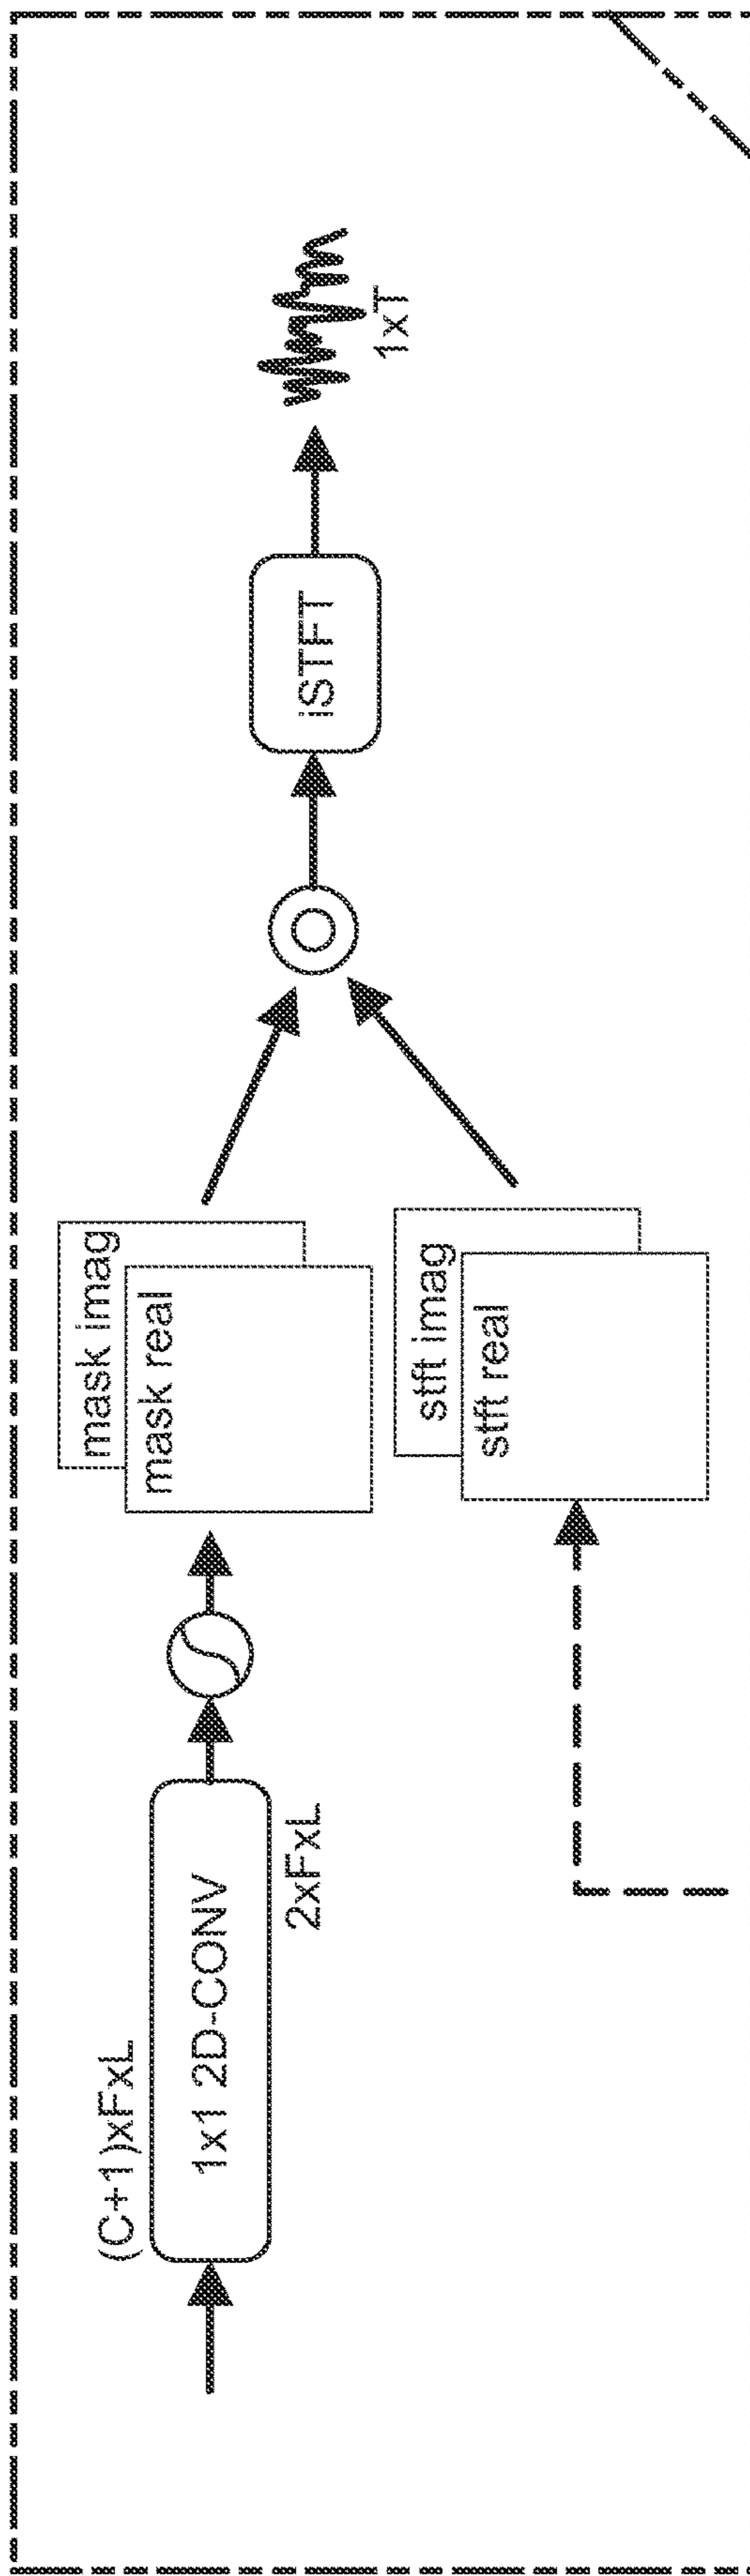 (C+1)xFxL
1x1 2D-CONV
2xFxL
mask imag
mask real
stft imag
stft real
iSTFT
1xT